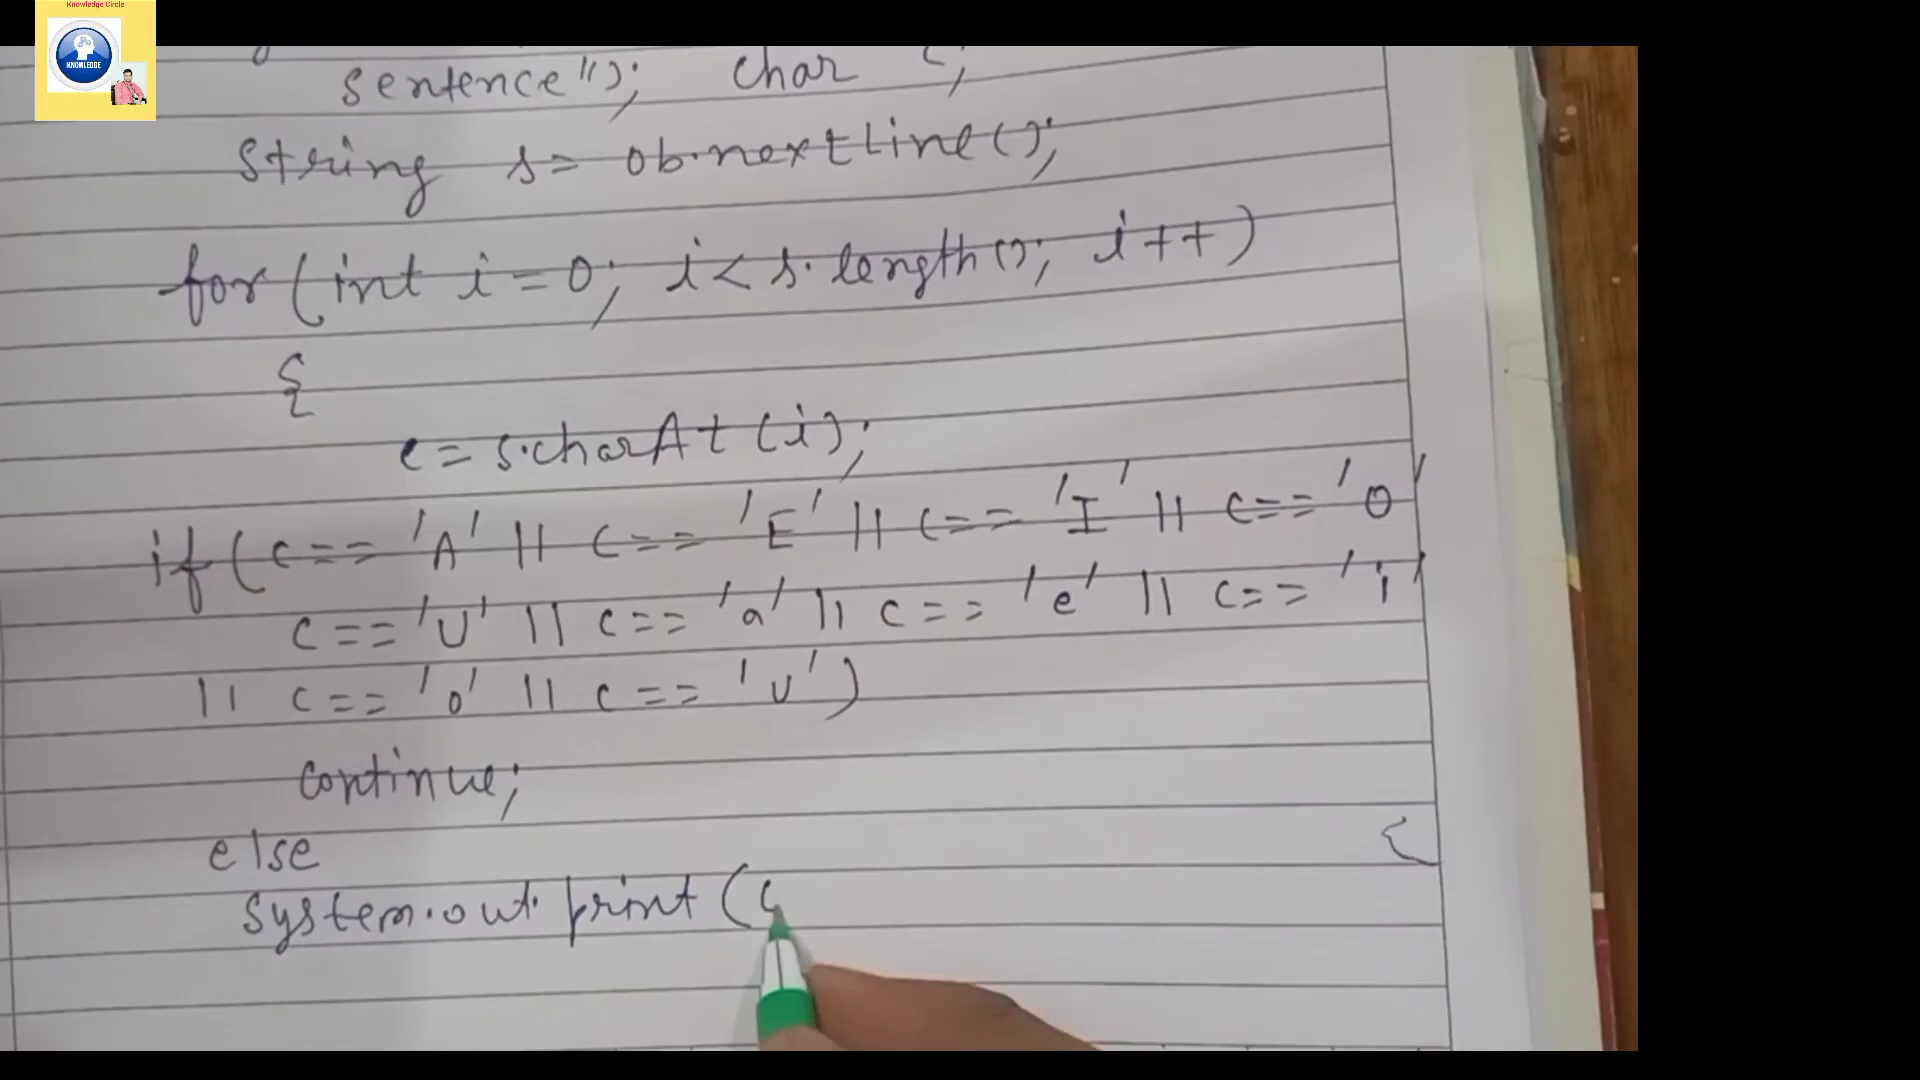 Knowledge Circle
KNOWLEDGE
sentence"); char c;
String s= ob.nextLine();
for(int i=0; i<s.length(); i++)
{
c= s.charAt(i);
if(c=='A' || c=='E' || c=='I' || c=='O'
c=='U' || c=='a' || c=='e' || c=='i'
|| c=='o' || c=='u')
continue;
else
{
System.out.print(c